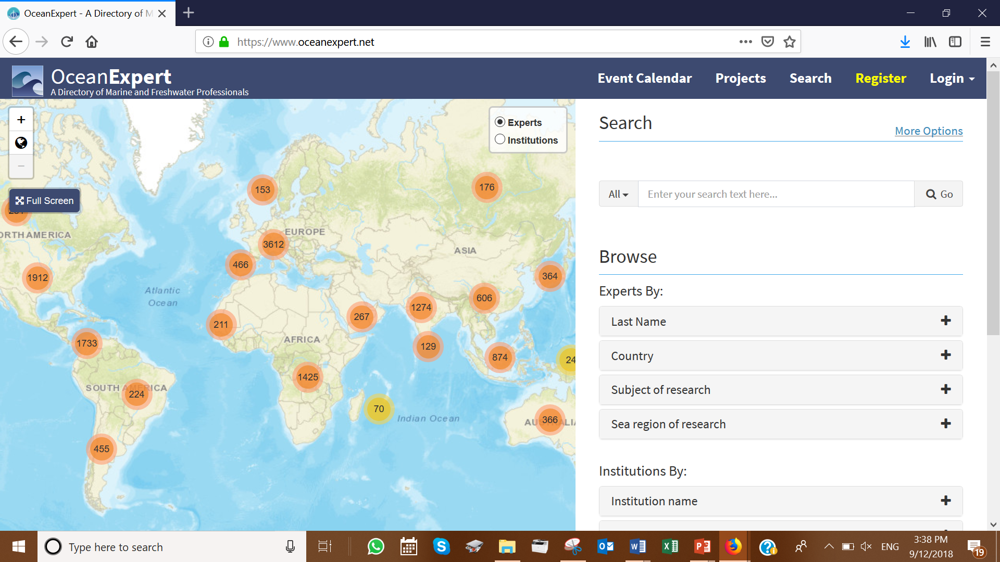 OceanExpert - A Directory of M
https://www.oceanexpert.net
OceanExpert
A Directory of Marine and Freshwater Professionals
Event Calendar
Projects
Search
Register
Login
+
−
Full Screen
Experts
Institutions
153
176
ORTH AMERICA
EUROPE
3612
ASIA
466
1912
364
Atlantic
Ocean
606
1274
267
211
AFRICA
1733
129
874
24
1425
SOUTH AMERICA
224
70
Indian Ocean
366
AUSTRALIA
455
Search
More Options
All
Enter your search text here...
Go
Browse
Experts By:
Last Name
Country
Subject of research
Sea region of research
Institutions By:
Institution name
Type here to search
ENG
3:38 PM
9/12/2018
19